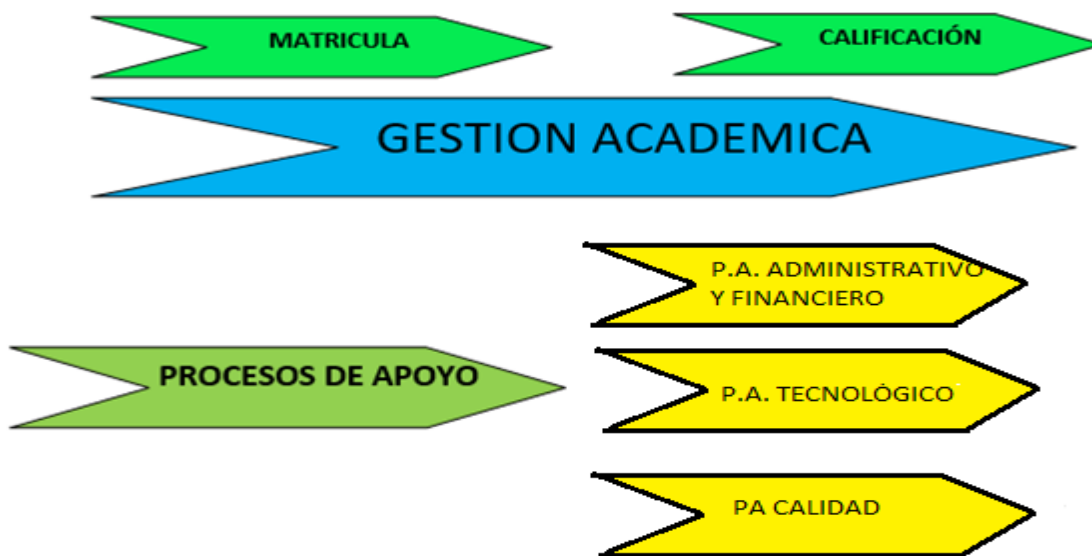 MATRICULA
CALIFICACIÓN
GESTION ACADEMICA
P.A. ADMINISTRATIVO
Y FINANCIERO
PROCESOS DE APOYO
P.A. TECNOLÓGICO
PA CALIDAD